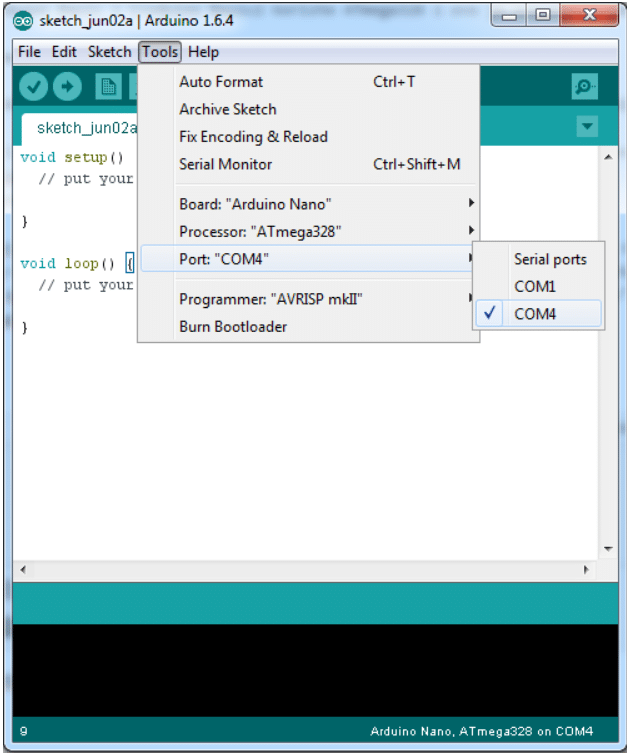 sketch_jun02a | Arduino 1.6.4
File Edit Sketch Tools Help
Auto Format Ctrl+T
Archive Sketch
Fix Encoding & Reload
Serial Monitor Ctrl+Shift+M
Board: "Arduino Nano"
Processor: "ATmega328"
Port: "COM4"
Programmer: "AVRISP mkII"
Burn Bootloader
Serial ports
COM1
COM4
sketch_jun02a
void setup()
// put your
}
void loop() {
// put your
}
9 Arduino Nano, ATmega328 on COM4